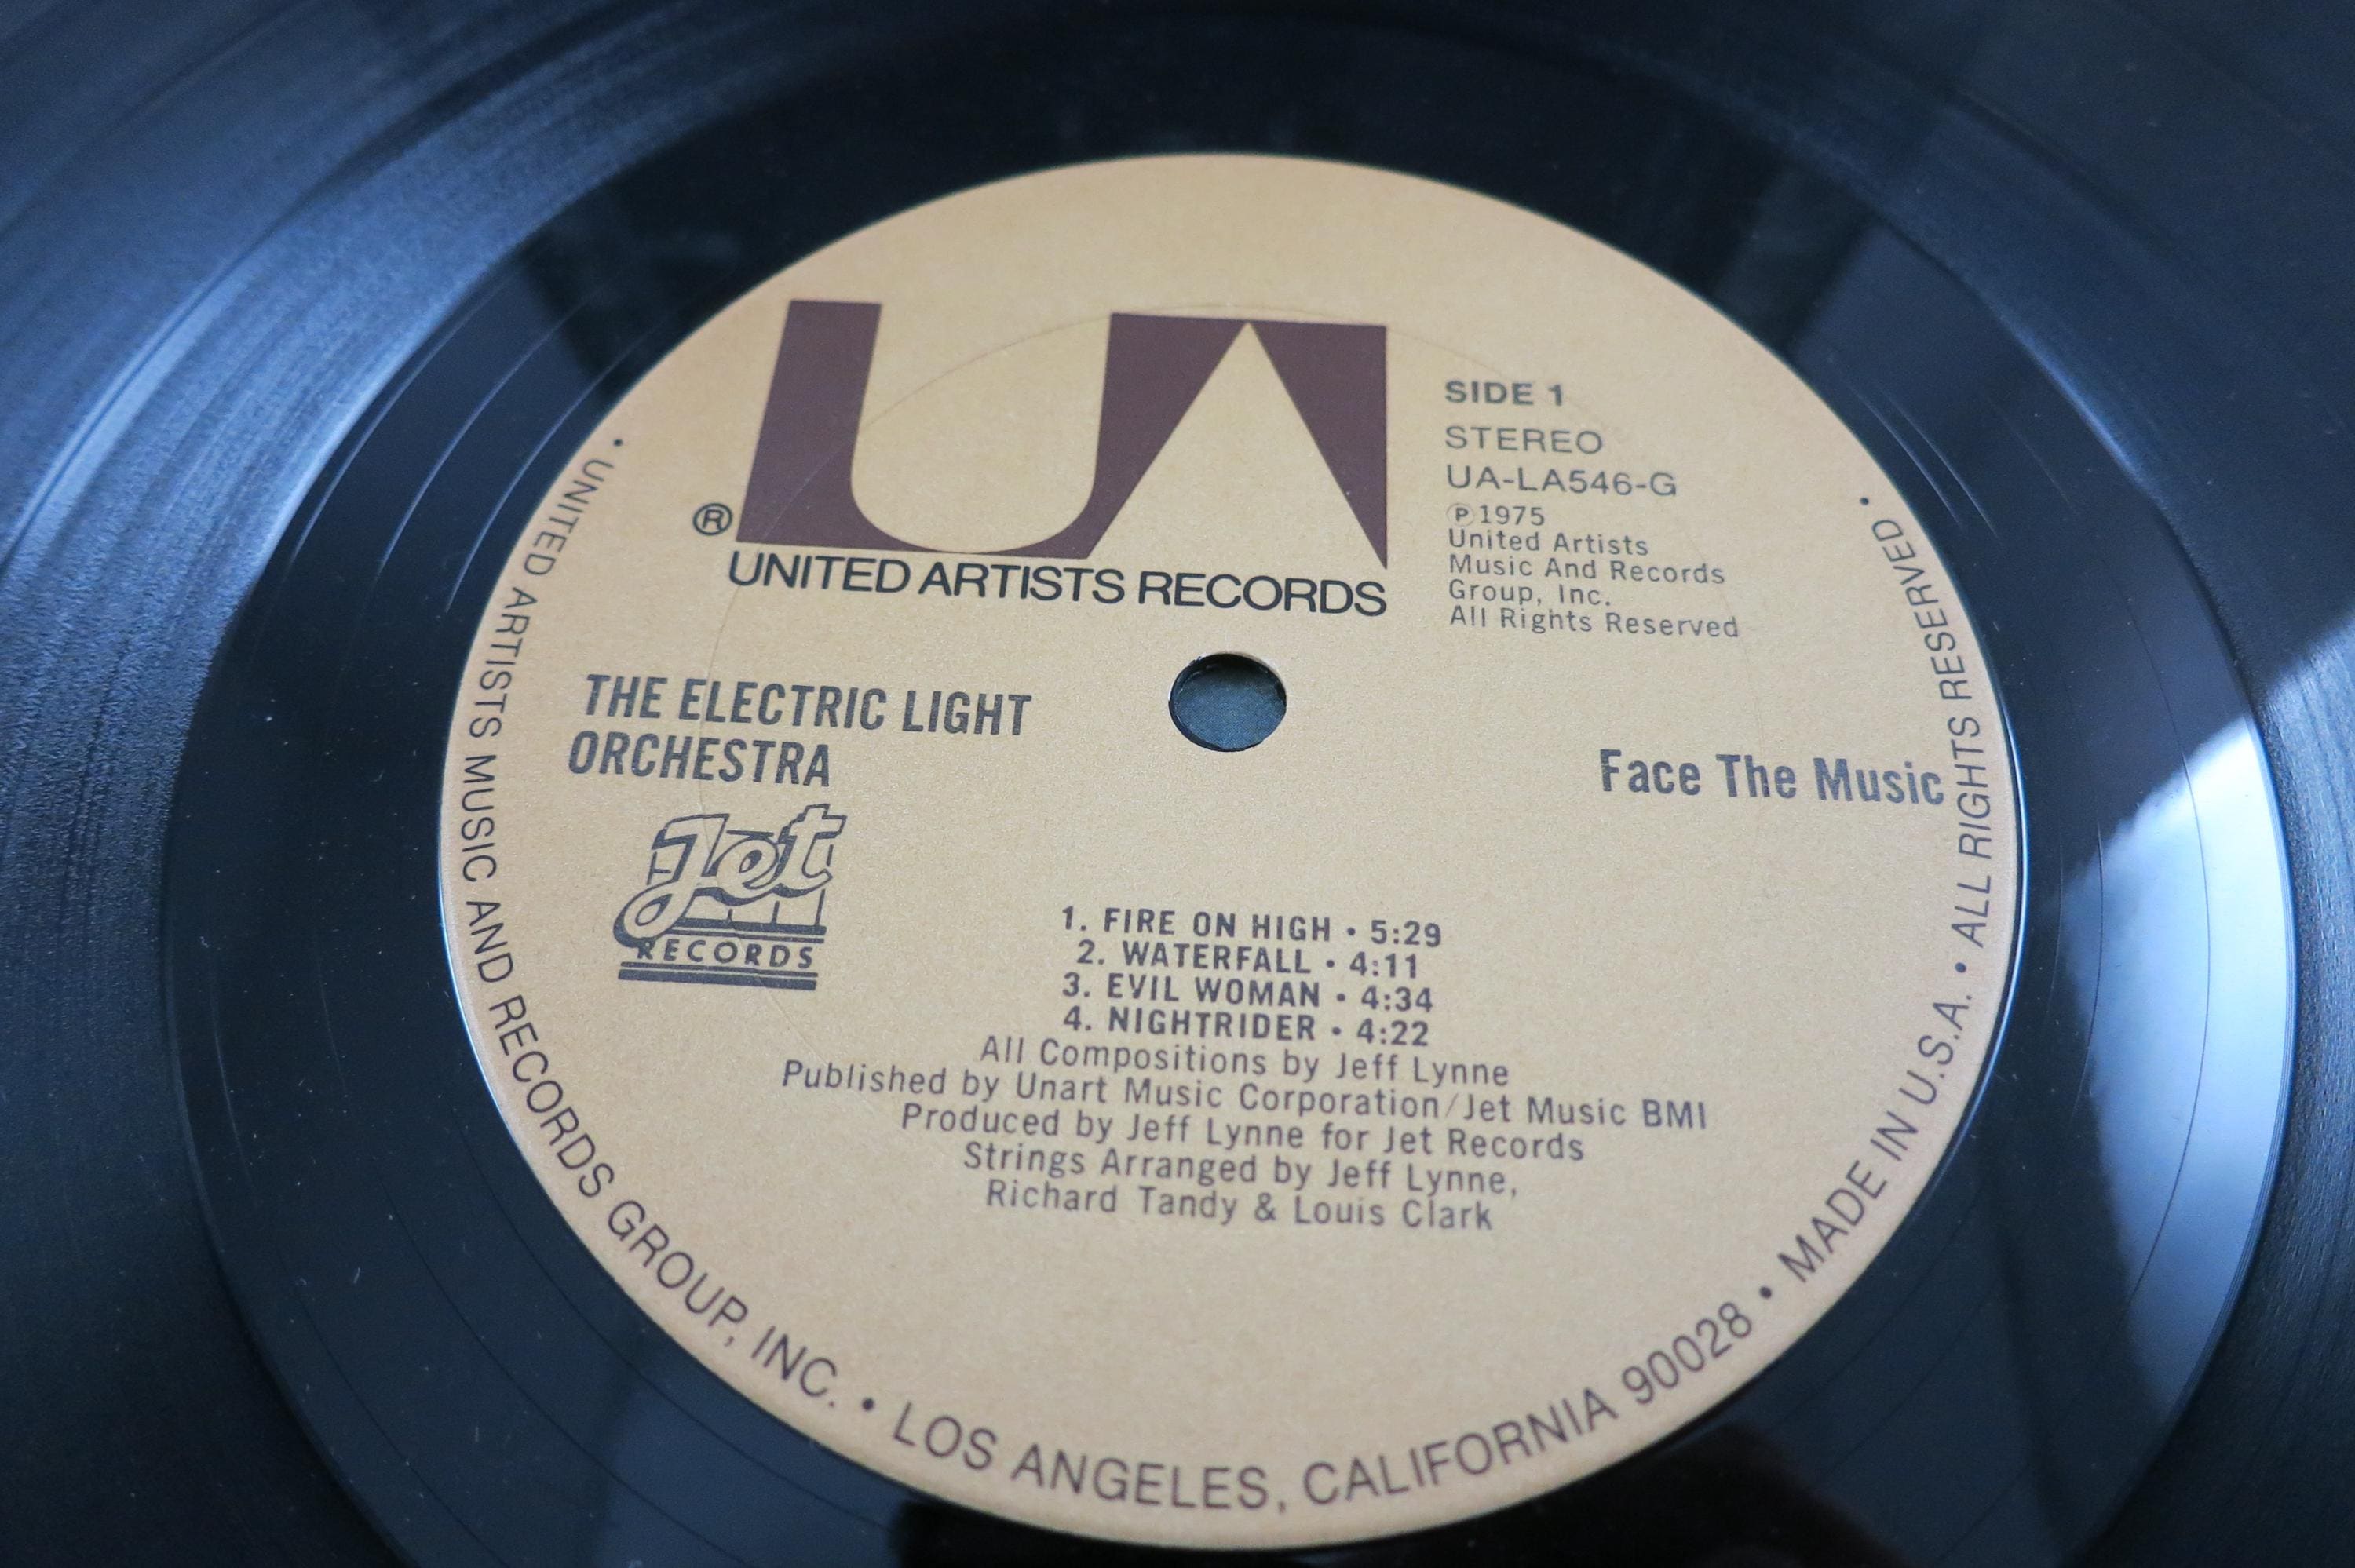 UA
®
UNITED ARTISTS RECORDS
SIDE 1
STEREO
UA-LA546-G
℗1975
United Artists
Music And Records
Group, Inc.
All Rights Reserved
THE ELECTRIC LIGHT
ORCHESTRA
Jet
RECORDS
Face The Music
1. FIRE ON HIGH • 5:29
2. WATERFALL • 4:11
3. EVIL WOMAN • 4:34
4. NIGHTRIDER • 4:22
All Compositions by Jeff Lynne
Published by Unart Music Corporation/Jet Music BMI
Produced by Jeff Lynne for Jet Records
Strings Arranged by Jeff Lynne,
Richard Tandy & Louis Clark
• UNITED ARTISTS MUSIC AND RECORDS GROUP, INC. • LOS ANGELES, CALIFORNIA 90028 • MADE IN U.S.A. • ALL RIGHTS RESERVED •